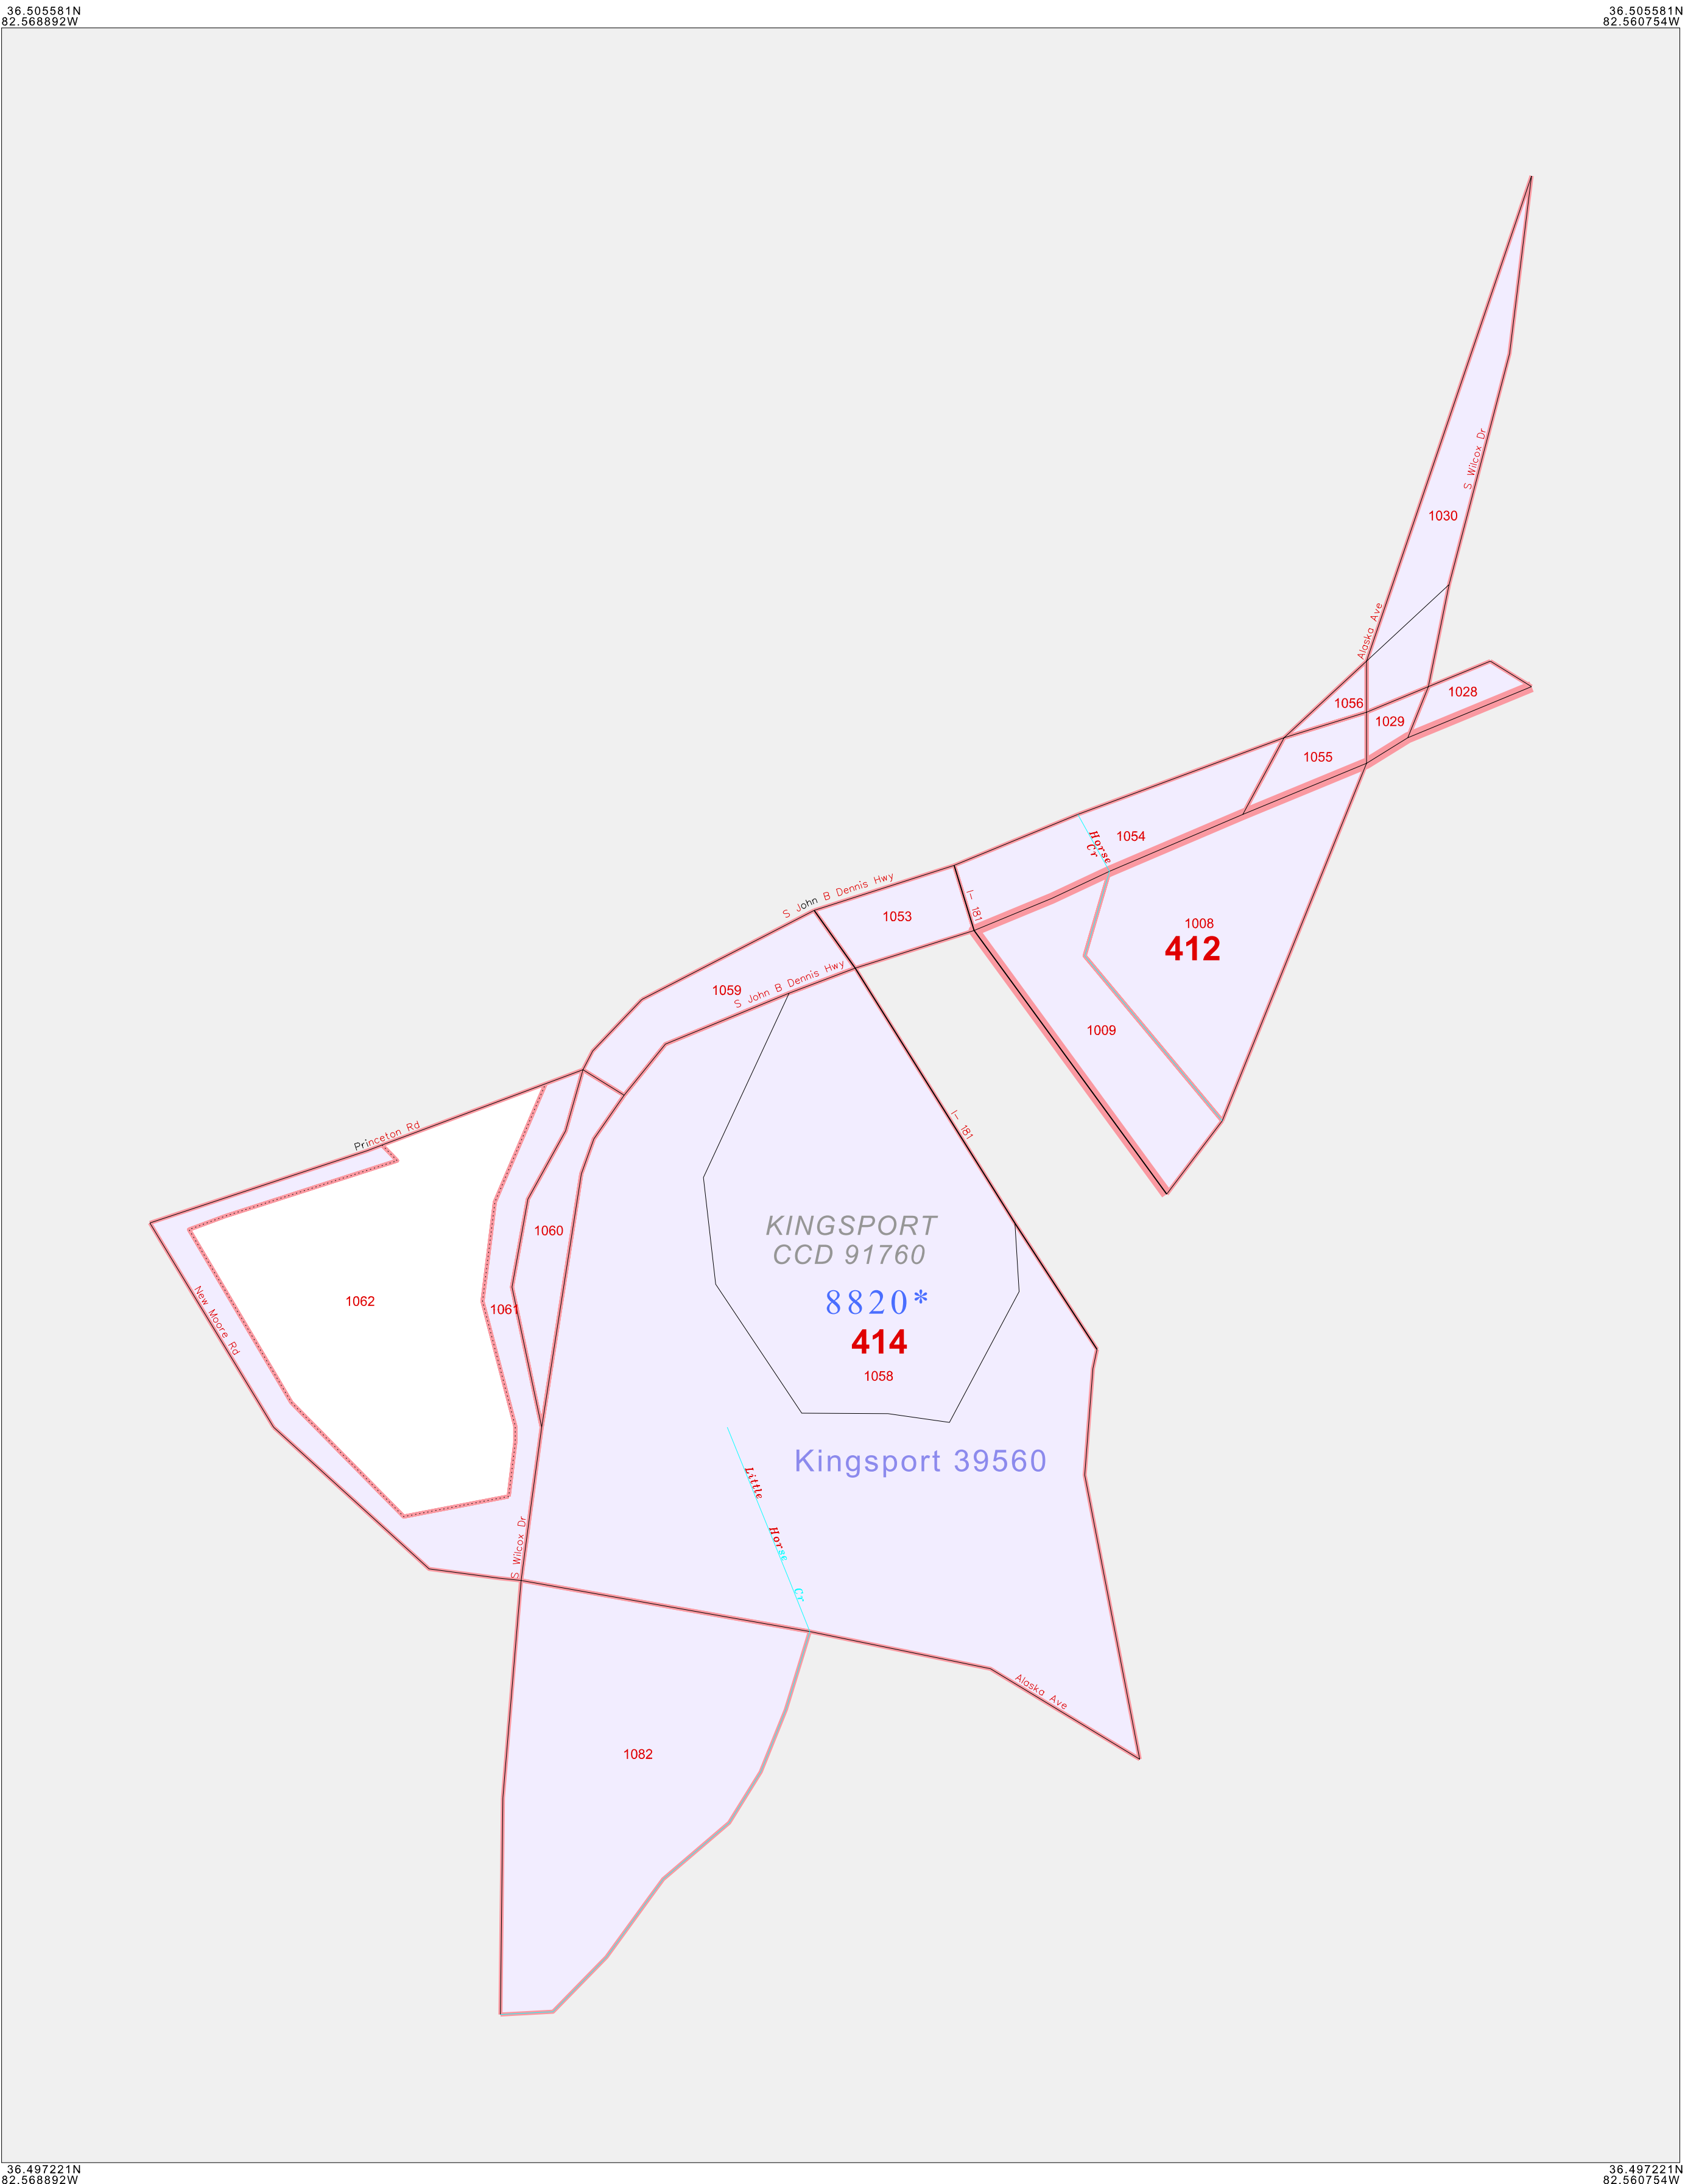 36.505581N
82.568892W
36.505581N
82.560754W
S Wilcox Dr
1030
Alaska Ave
1028
1056
1029
1055
1054
Horse
Cr
S John B Dennis Hwy
I- 181
1053
1008
412
S John B Dennis Hwy
1059
1009
I- 181
Princeton Rd
1060
KINGSPORT
CCD 91760
1062
1061
8820*
New Moore Rd
414
1058
Kingsport 39560
Little Horse Cr
S Wilcox Dr
Alaska Ave
1082
36.497221N
82.568892W
36.497221N
82.560754W